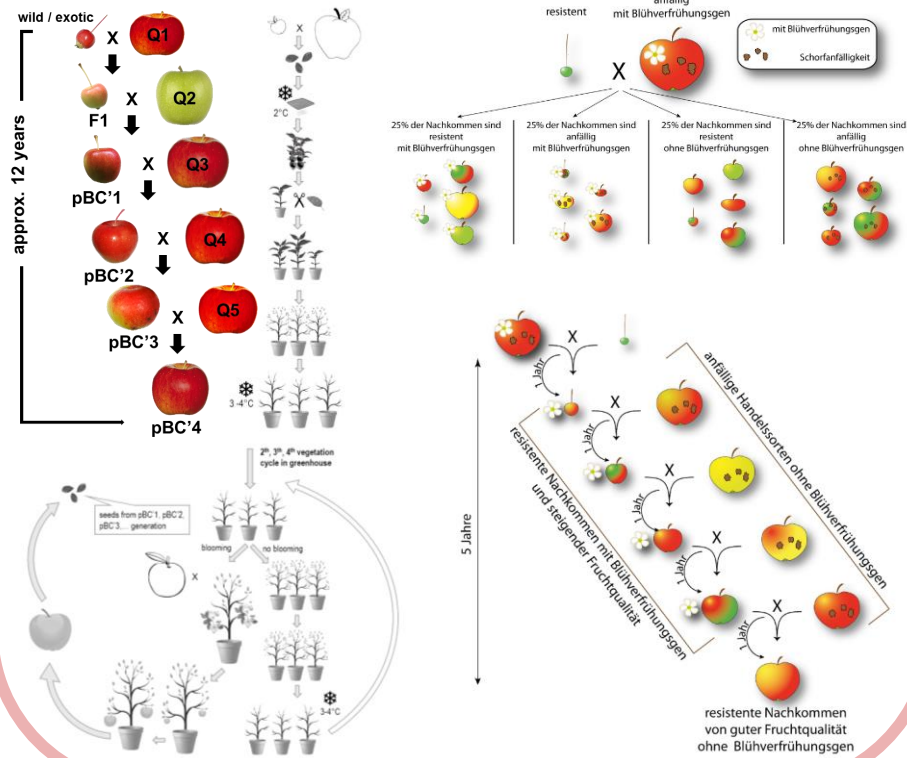 wild / exotic
X
Q1
X
Q2
F1
X
Q3
pBC'1
X
Q4
pBC'2
X
Q5
pBC'3
pBC'4
approx. 12 years
X
2°C
3-4°C
2th, 3th, 4th vegetation
cycle in greenhouse
seeds from pBC'1, pBC'2,
pBC'3,... generation
blooming
no blooming
X
3-4°C
resistent
anfällig
mit Blühverfrühungsgen
X
mit Blühverfrühungsgen
Schorfanfälligkeit
25% der Nachkommen sind
resistent
mit Blühverfrühungsgen
25% der Nachkommen sind
anfällig
mit Blühverfrühungsgen
25% der Nachkommen sind
resistent
ohne Blühverfrühungsgen
25% der Nachkommen sind
anfällig
ohne Blühverfrühungsgen
5 Jahre
X
1 Jahr
X
1 Jahr
X
1 Jahr
X
1 Jahr
X
1 Jahr
anfällige Handelssorten ohne Blühverfrühungsgen
resistente Nachkommen mit Blühverfrühungsgen
und steigender Fruchtqualität
resistente Nachkommen
von guter Fruchtqualität
ohne Blühverfrühungsgen